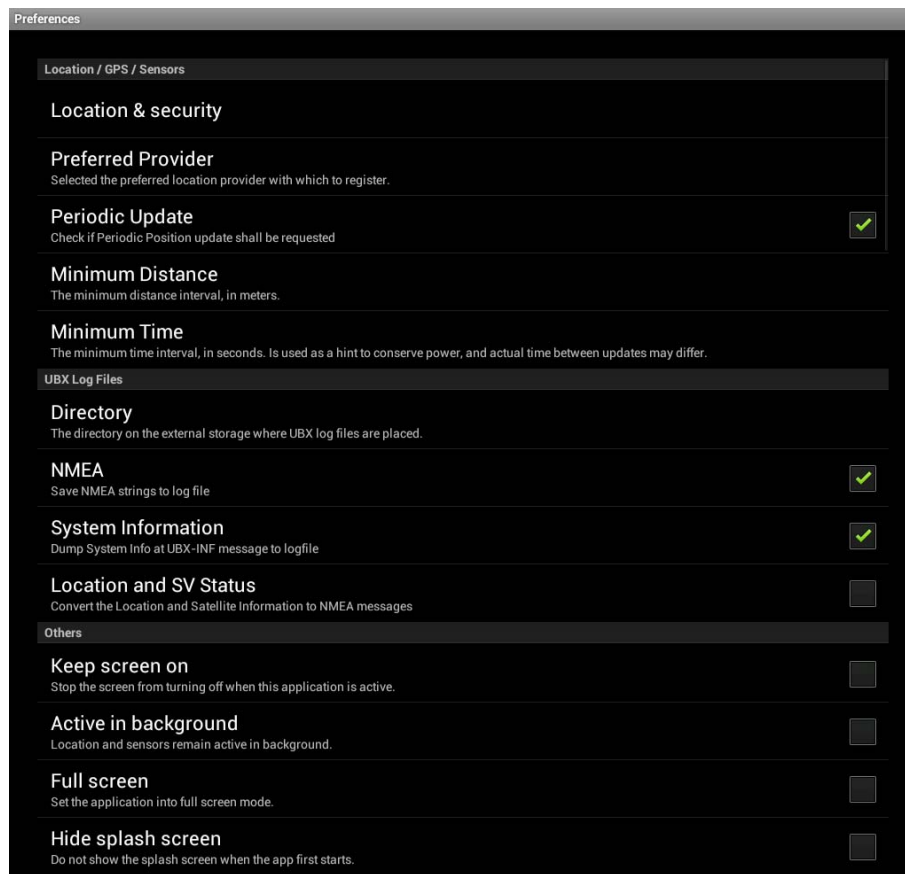 Preferences
Location / GPS / Sensors
Location & security
Preferred Provider
Selected the preferred location provider with which to register.
Periodic Update
Check if Periodic Position update shall be requested
Minimum Distance
The minimum distance interval, in meters.
Minimum Time
The minimum time interval, in seconds. Is used as a hint to conserve power, and actual time between updates may differ.
UBX Log Files
Directory
The directory on the external storage where UBX log files are placed.
NMEA
Save NMEA strings to log file
System Information
Dump System Info at UBX-INF message to logfile
Location and SV Status
Convert the Location and Satellite Information to NMEA messages
Others
Keep screen on
Stop the screen from turning off when this application is active.
Active in background
Location and sensors remain active in background.
Full screen
Set the application into full screen mode.
Hide splash screen
Do not show the splash screen when the app first starts.